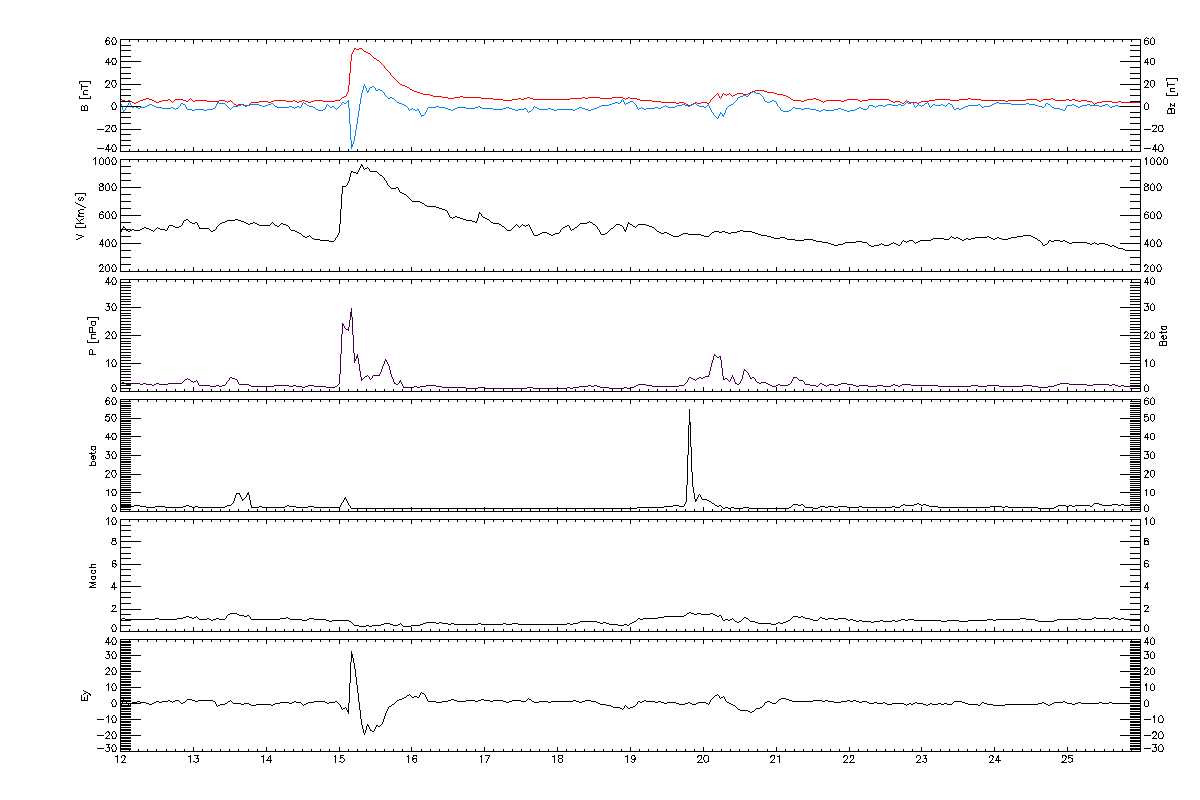 60 40 20 0 −20 −40 B [nT] 60 40 20 0 −20 −40 Bz [nT]
1000 800 600 400 200 V [Km/s] 1000 800 600 400 200
40 30 20 10 0 P [nPa] 40 30 20 10 0 Beta
60 50 40 30 20 10 0 beta 60 50 40 30 20 10 0
10 8 6 4 2 0 Mach 10 8 6 4 2 0
40 30 20 10 0 −10 −20 −30 Ey 40 30 20 10 0 −10 −20 −30
12 13 14 15 16 17 18 19 20 21 22 23 24 25